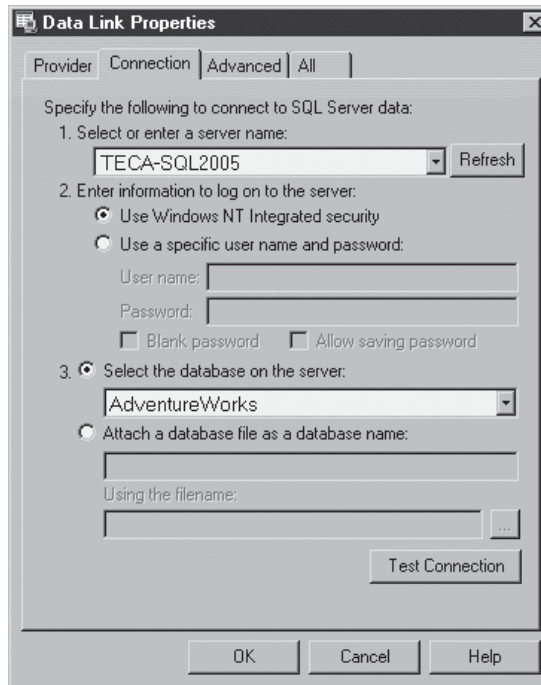 Data Link Properties
Provider Connection Advanced All
Specify the following to connect to SQL Server data:
1. Select or enter a server name:
TECA-SQL2005 Refresh
2. Enter information to log on to the server:
Use Windows NT Integrated security
Use a specific user name and password:
User name:
Password:
Blank password Allow saving password
3. Select the database on the server:
AdventureWorks
Attach a database file as a database name:
Using the filename:
...
Test Connection
OK Cancel Help